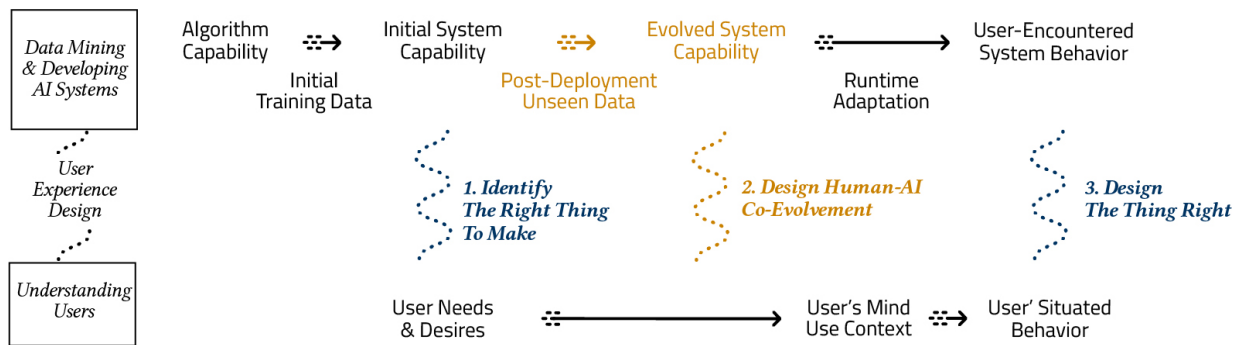 Data Mining
& Developing
AI Systems
Algorithm
Capability
Initial
Training Data
Initial System
Capability
Post-Deployment
Unseen Data
Evolved System
Capability
Runtime
Adaptation
User-Encountered
System Behavior
User
Experience
Design
1. Identify
The Right Thing
To Make
2. Design Human-AI
Co-Evolvement
3. Design
The Thing Right
Understanding
Users
User Needs
& Desires
User's Mind
Use Context
User' Situated
Behavior